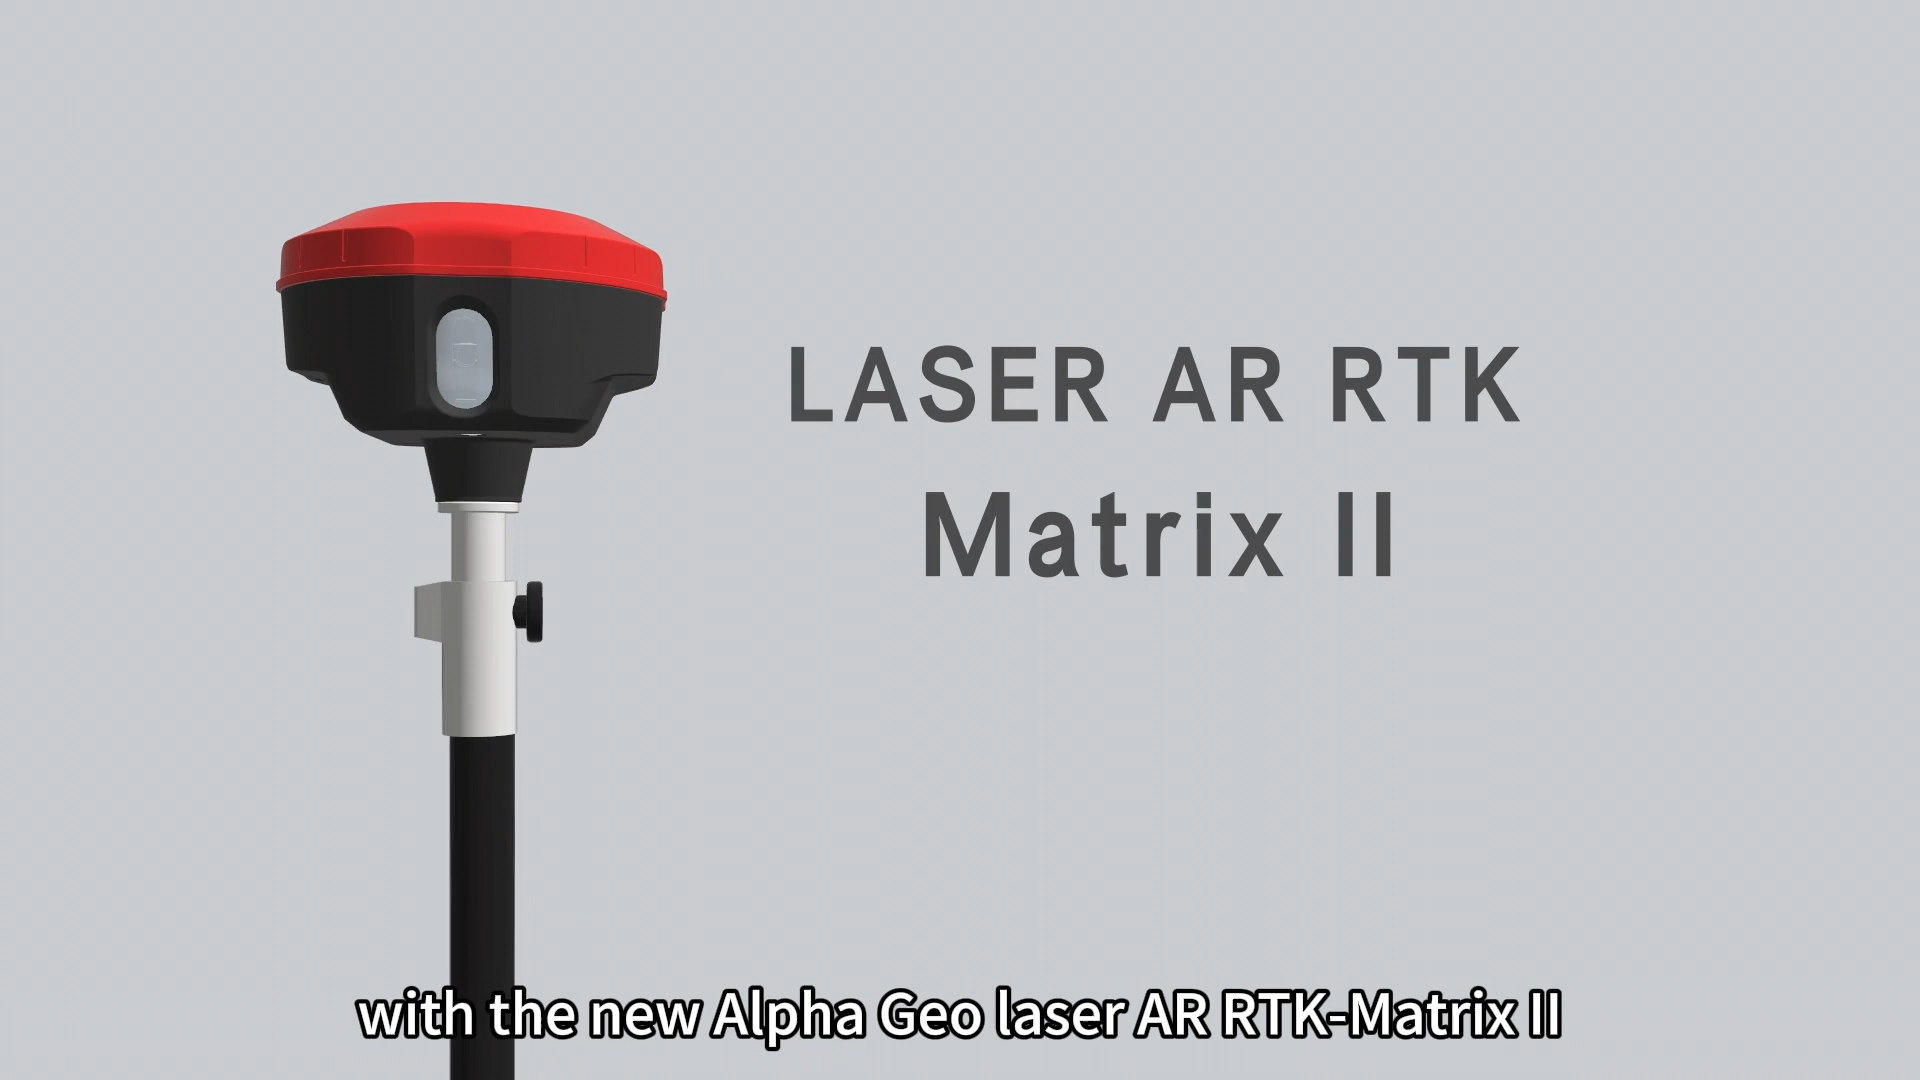 LASER AR RTK
Matrix II
with the new Alpha Geo laser AR RTK-Matrix II